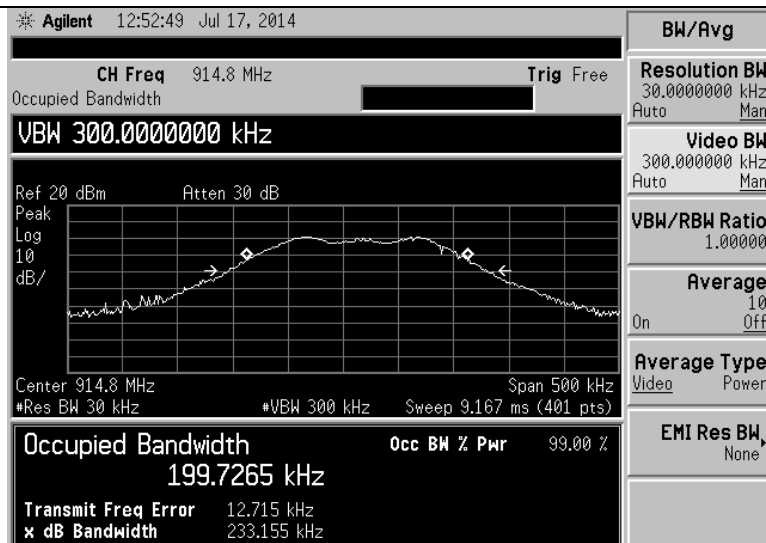 Agilent 12:52:49 Jul 17, 2014
CH Freq 914.8 MHz Trig Free
Occupied Bandwidth
VBW 300.0000000 kHz
Ref 20 dBm Atten 30 dB
Peak
Log
10
dB/
Center 914.8 MHz Span 500 kHz
#Res BW 30 kHz #VBW 300 kHz Sweep 9.167 ms (401 pts)
Occupied Bandwidth Occ BW % Pwr 99.00 %
199.7265 kHz
Transmit Freq Error 12.715 kHz
x dB Bandwidth 233.155 kHz
BW/Avg
Resolution BW
30.0000000 kHz
Auto Man
Video BW
300.000000 kHz
Auto Man
VBW/RBW Ratio
1.00000
Average
10
On Off
Average Type
Video Power
EMI Res BW
None